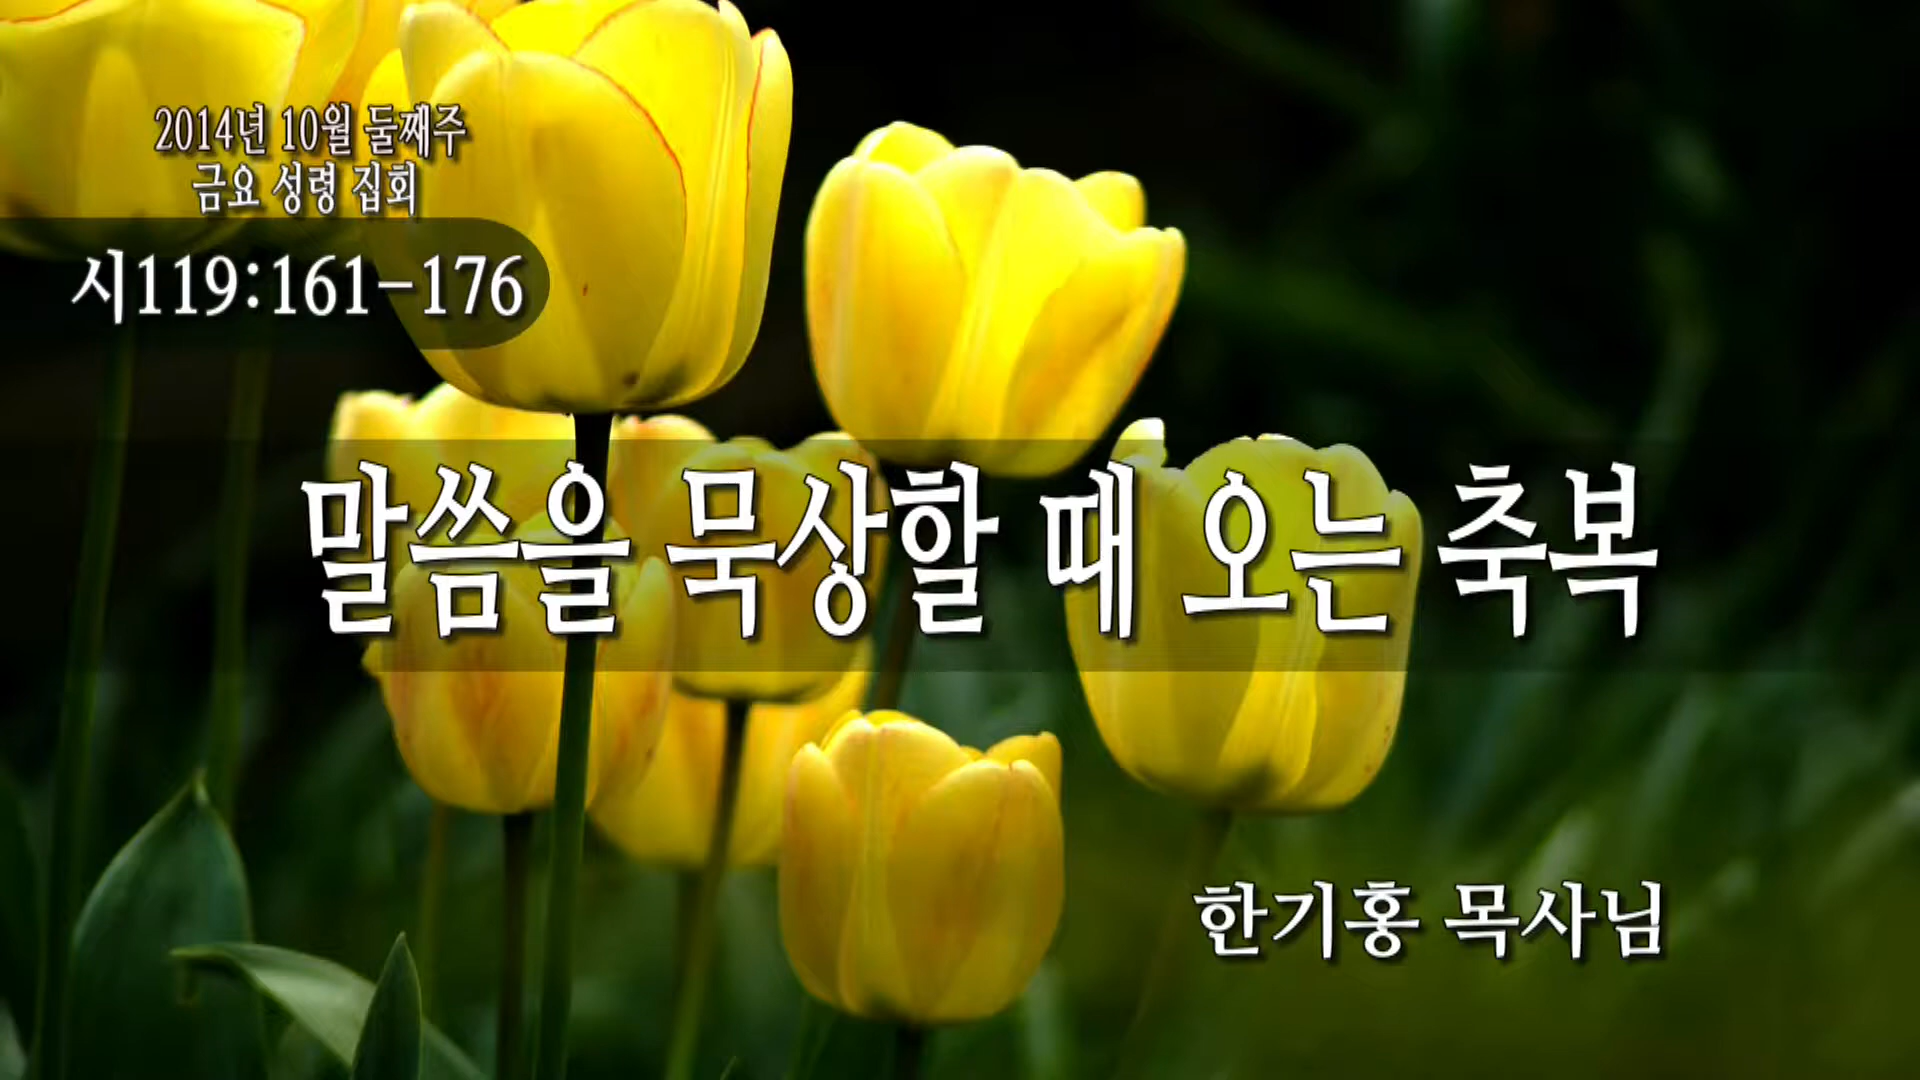 2014년 10월 둘째주
금요 성령 집회
시119:161-176
말씀을 묵상할 때 오는 축복
한기홍 목사님